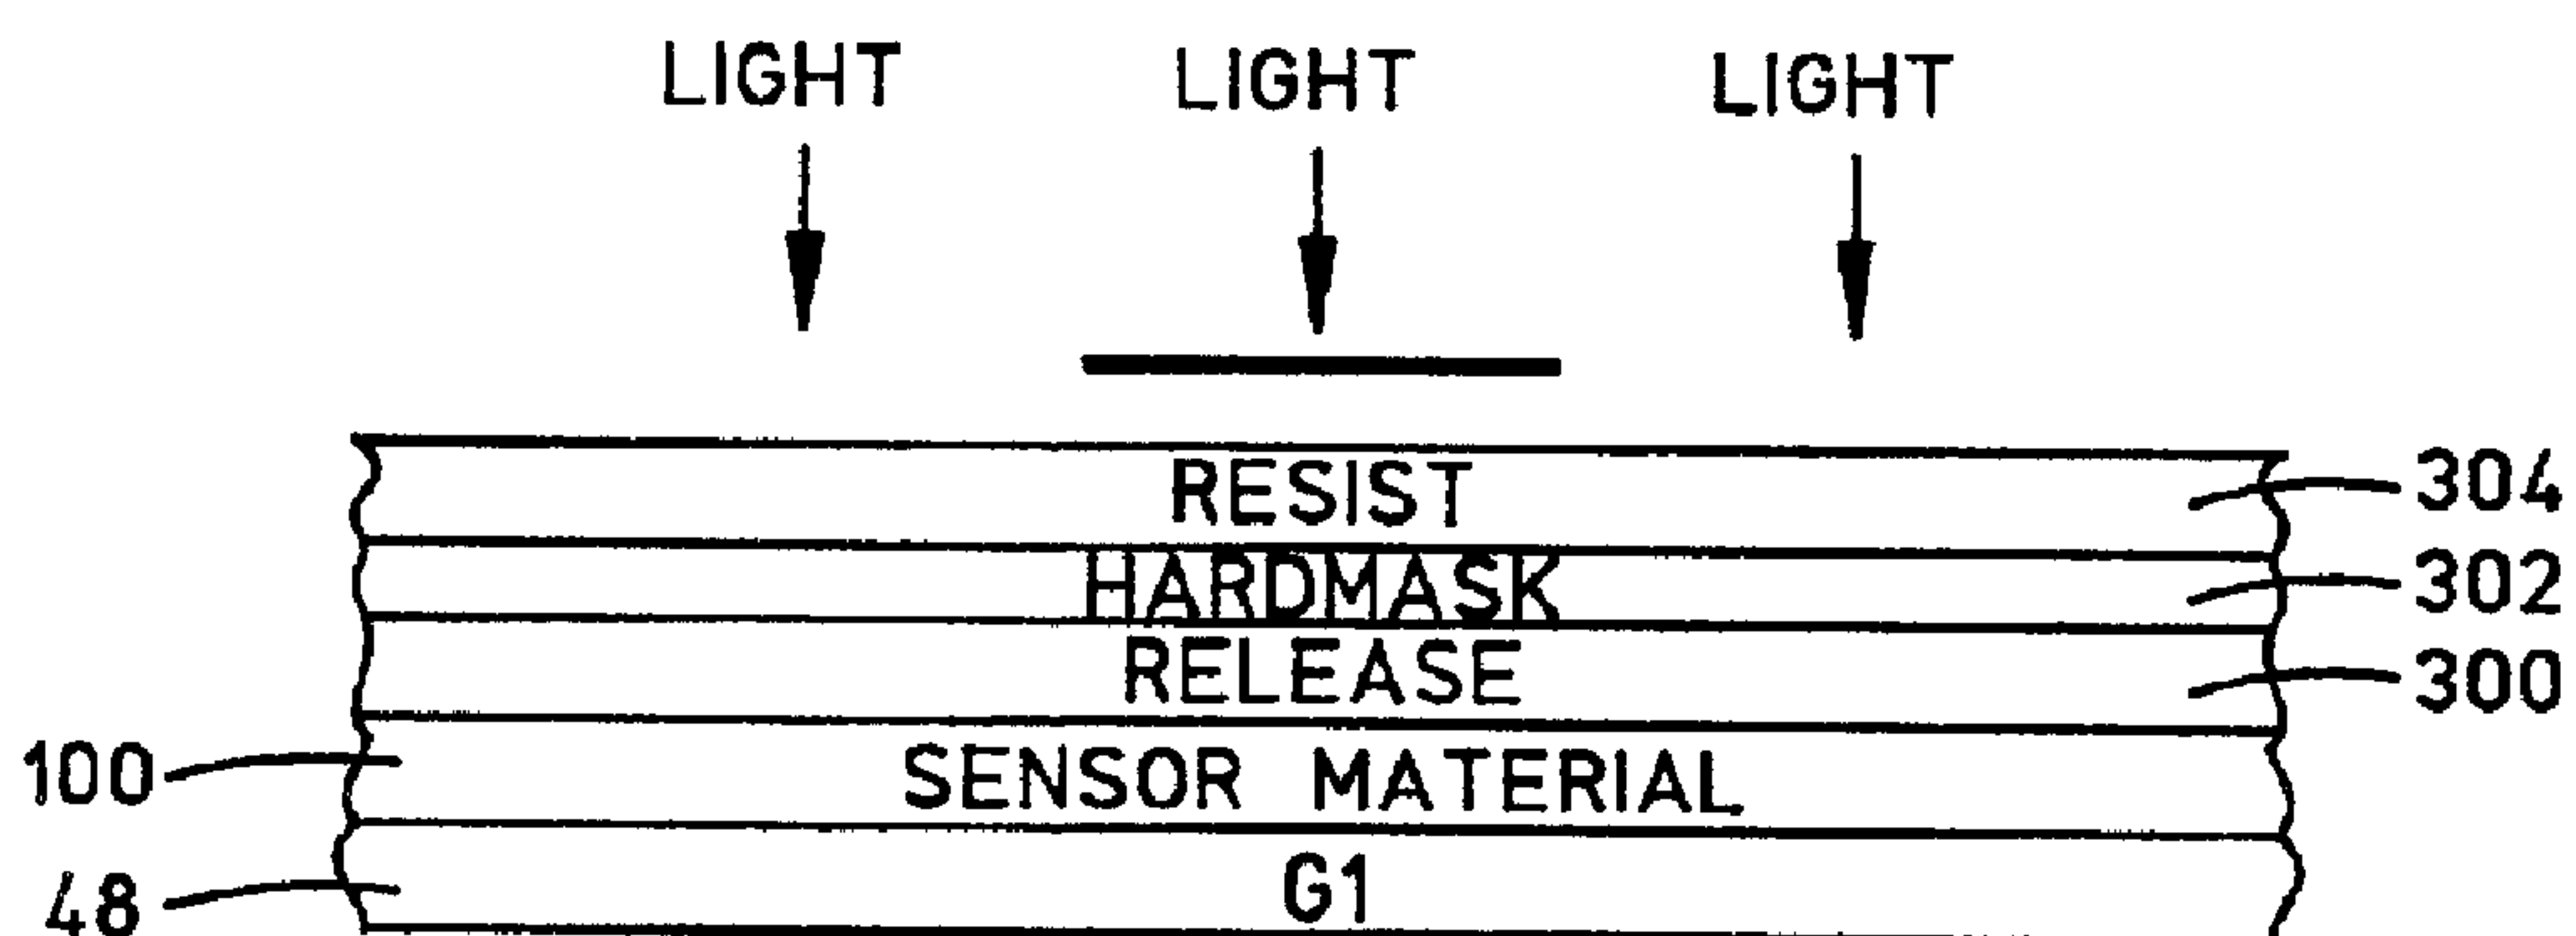 LIGHT LIGHT LIGHT
RESIST 304
HARDMASK 302
RELEASE 300
100 SENSOR MATERIAL
48 G1